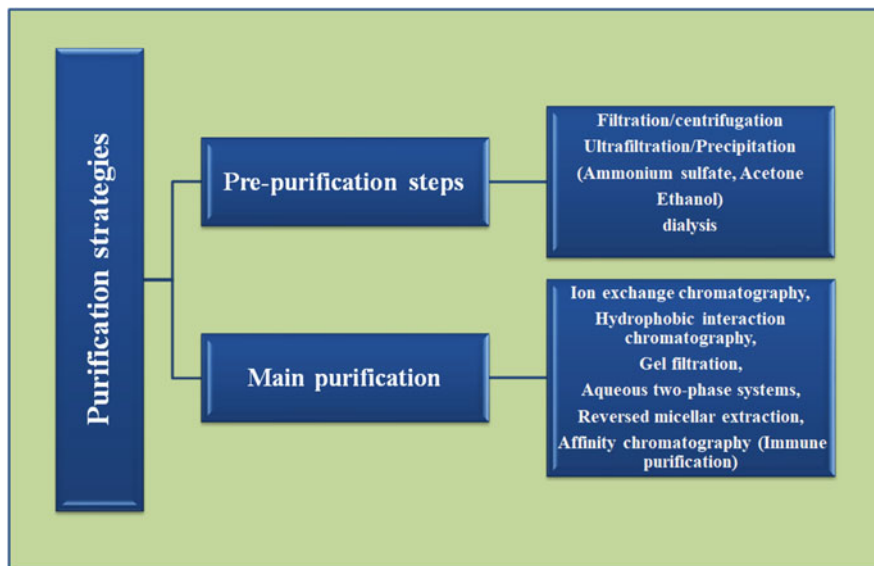 Purification strategies
Pre-purification steps
Filtration/centrifugation
Ultrafiltration/Precipitation
(Ammonium sulfate, Acetone
Ethanol)
dialysis
Main purification
Ion exchange chromatography,
Hydrophobic interaction
chromatography,
Gel filtration,
Aqueous two-phase systems,
Reversed micellar extraction,
Affinity chromatography (Immune
purification)